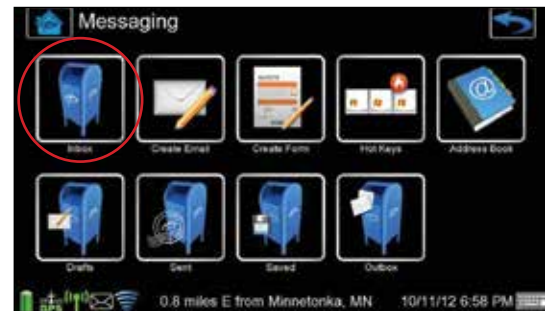 Messaging
Inbox
Create Email
Create Form
Hot Keys
Address Book
Drafts
Sent
Saved
Outbox
GPS
0.8 miles E from Minnetonka, MN
10/11/12 6:58 PM